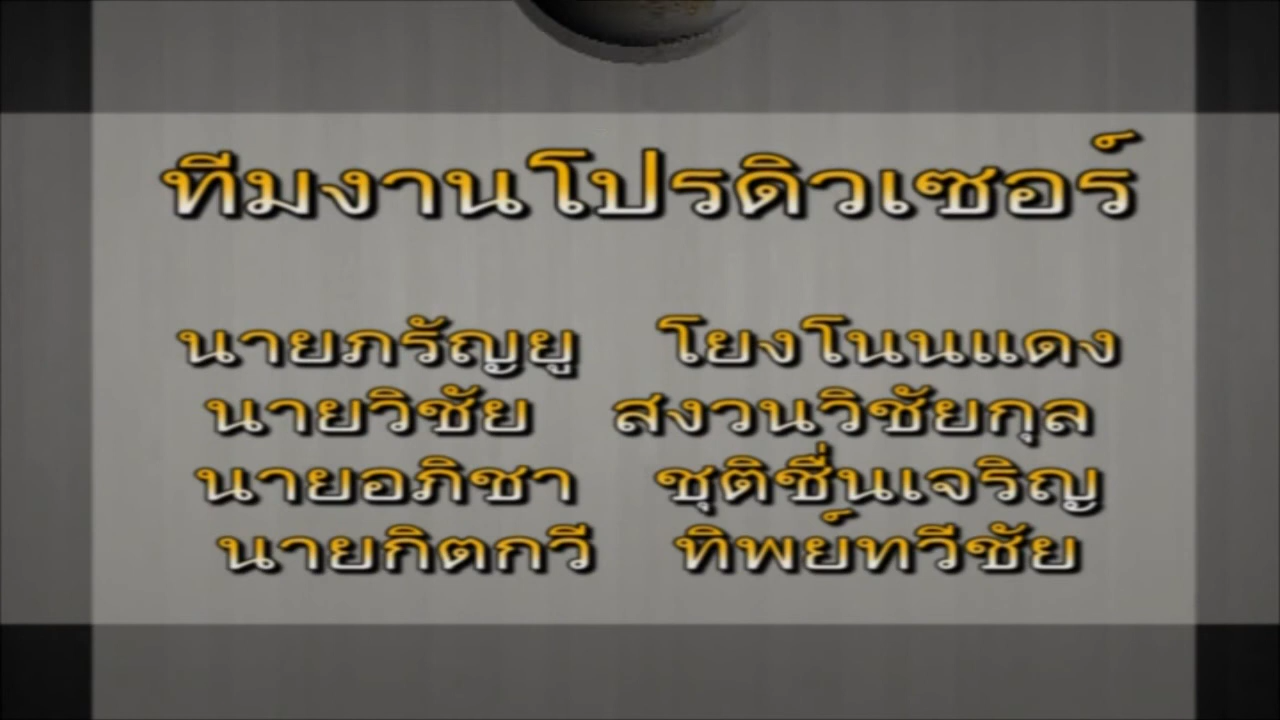 ทีมงานโปรดิวเซอร์
นายภรัญยู โยงโนนแดง
นายวิชัย สงวนวิชัยกุล
นายอภิชา ชุติชื่นเจริญ
นายกิตกวี ทิพย์ทวีชัย